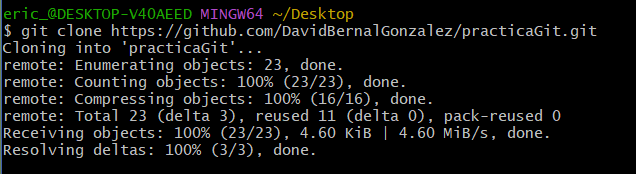 eric_@DESKTOP-V40AEED MINGW64 ~/Desktop
$ git clone https://github.com/DavidBernalGonzalez/practicaGit.git
Cloning into 'practicaGit'...
remote: Enumerating objects: 23, done.
remote: Counting objects: 100% (23/23), done.
remote: Compressing objects: 100% (16/16), done.
remote: Total 23 (delta 3), reused 11 (delta 0), pack-reused 0
Receiving objects: 100% (23/23), 4.60 KiB | 4.60 MiB/s, done.
Resolving deltas: 100% (3/3), done.